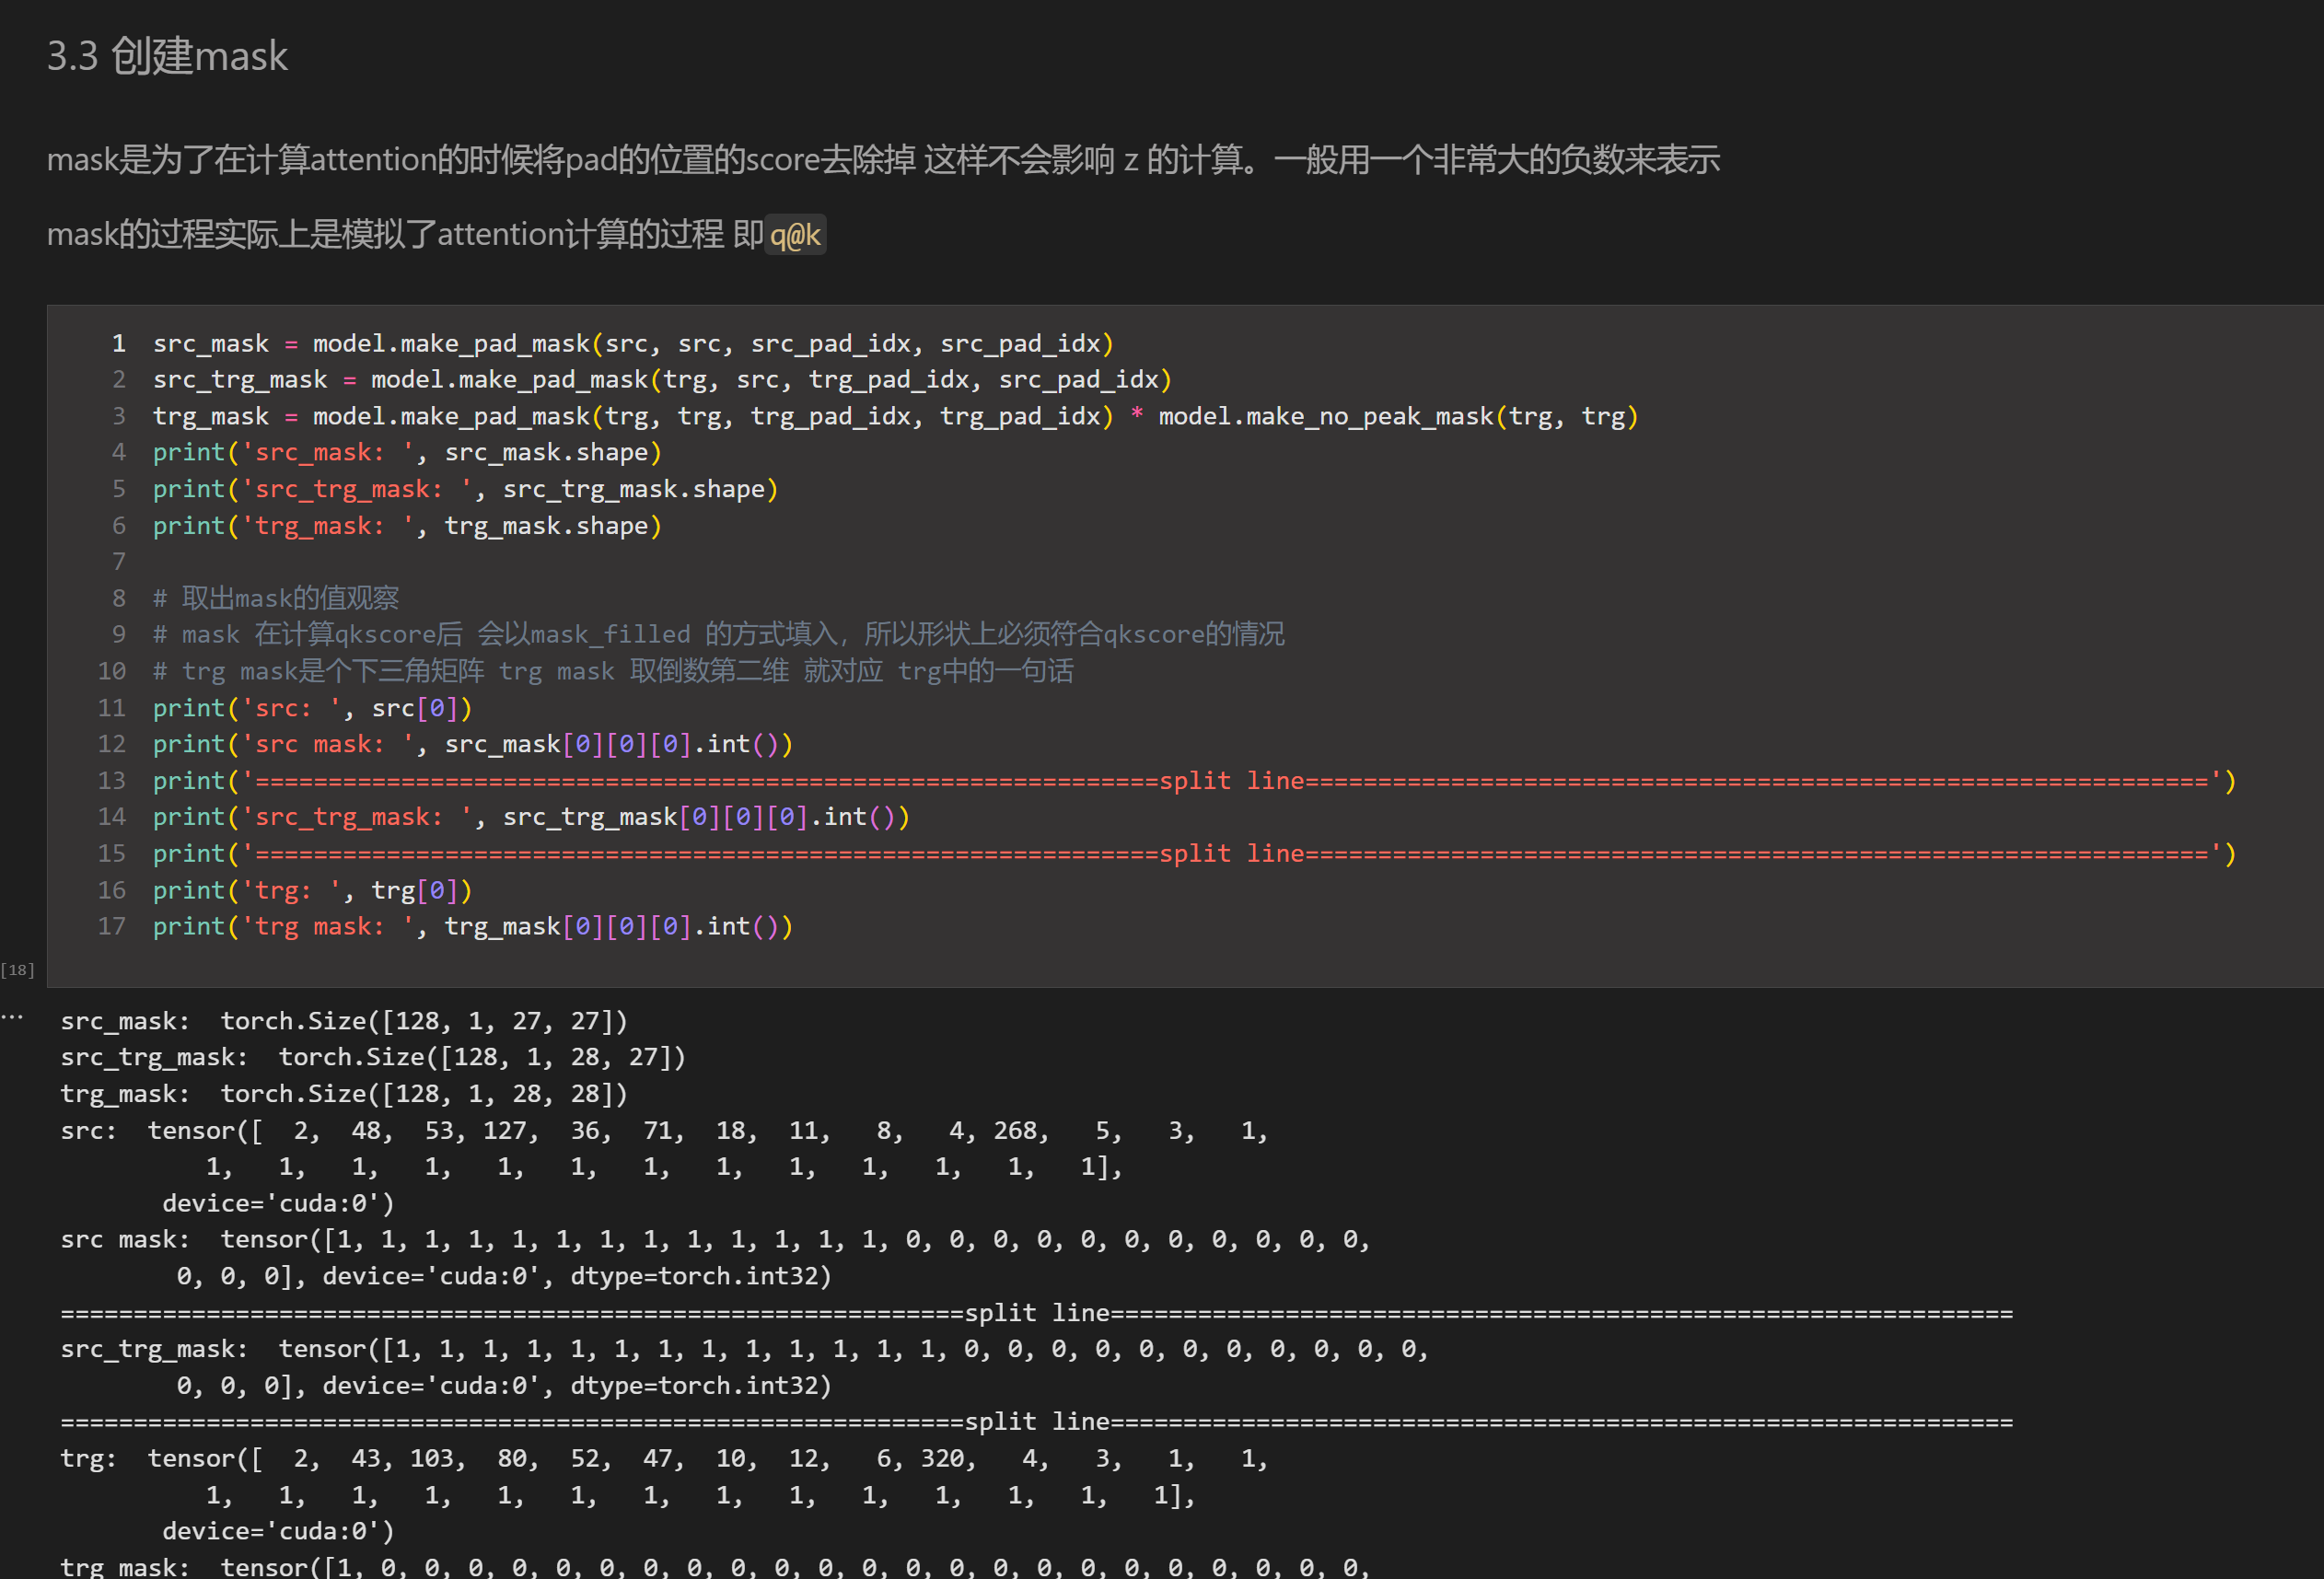 3.3 创建mask
mask是为了在计算attention的时候将pad的位置的score去除掉 这样不会影响 z 的计算。一般用一个非常大的负数来表示
mask的过程实际上是模拟了attention计算的过程 即q@k
1 src_mask = model.make_pad_mask(src, src, src_pad_idx, src_pad_idx)
2 src_trg_mask = model.make_pad_mask(trg, src, trg_pad_idx, src_pad_idx)
3 trg_mask = model.make_pad_mask(trg, trg, trg_pad_idx, trg_pad_idx) * model.make_no_peak_mask(trg, trg)
4 print('src_mask: ', src_mask.shape)
5 print('src_trg_mask: ', src_trg_mask.shape)
6 print('trg_mask: ', trg_mask.shape)
7
8 # 取出mask的值观察
9 # mask 在计算qkscore后 会以mask_filled 的方式填入，所以形状上必须符合qkscore的情况
10 # trg mask是个下三角矩阵 trg mask 取倒数第二维 就对应 trg中的一句话
11 print('src: ', src[0])
12 print('src mask: ', src_mask[0][0][0].int())
13 print('==============================================================split line==============================================================')
14 print('src_trg_mask: ', src_trg_mask[0][0][0].int())
15 print('==============================================================split line==============================================================')
16 print('trg: ', trg[0])
17 print('trg mask: ', trg_mask[0][0][0].int())
[18]
...
src_mask:  torch.Size([128, 1, 27, 27])
src_trg_mask:  torch.Size([128, 1, 28, 27])
trg_mask:  torch.Size([128, 1, 28, 28])
src:  tensor([  2,  48,  53, 127,  36,  71,  18,  11,   8,   4, 268,   5,   3,   1,
1,   1,   1,   1,   1,   1,   1,   1,   1,   1,   1,   1,   1],
device='cuda:0')
src mask:  tensor([1, 1, 1, 1, 1, 1, 1, 1, 1, 1, 1, 1, 1, 0, 0, 0, 0, 0, 0, 0, 0, 0, 0, 0,
0, 0, 0], device='cuda:0', dtype=torch.int32)
==============================================================split line==============================================================
src_trg_mask:  tensor([1, 1, 1, 1, 1, 1, 1, 1, 1, 1, 1, 1, 1, 0, 0, 0, 0, 0, 0, 0, 0, 0, 0, 0,
0, 0, 0], device='cuda:0', dtype=torch.int32)
==============================================================split line==============================================================
trg:  tensor([  2,  43, 103,  80,  52,  47,  10,  12,   6, 320,   4,   3,   1,   1,
1,   1,   1,   1,   1,   1,   1,   1,   1,   1,   1,   1,   1,   1],
device='cuda:0')
trg mask:  tensor([1, 0, 0, 0, 0, 0, 0, 0, 0, 0, 0, 0, 0, 0, 0, 0, 0, 0, 0, 0, 0, 0, 0, 0,